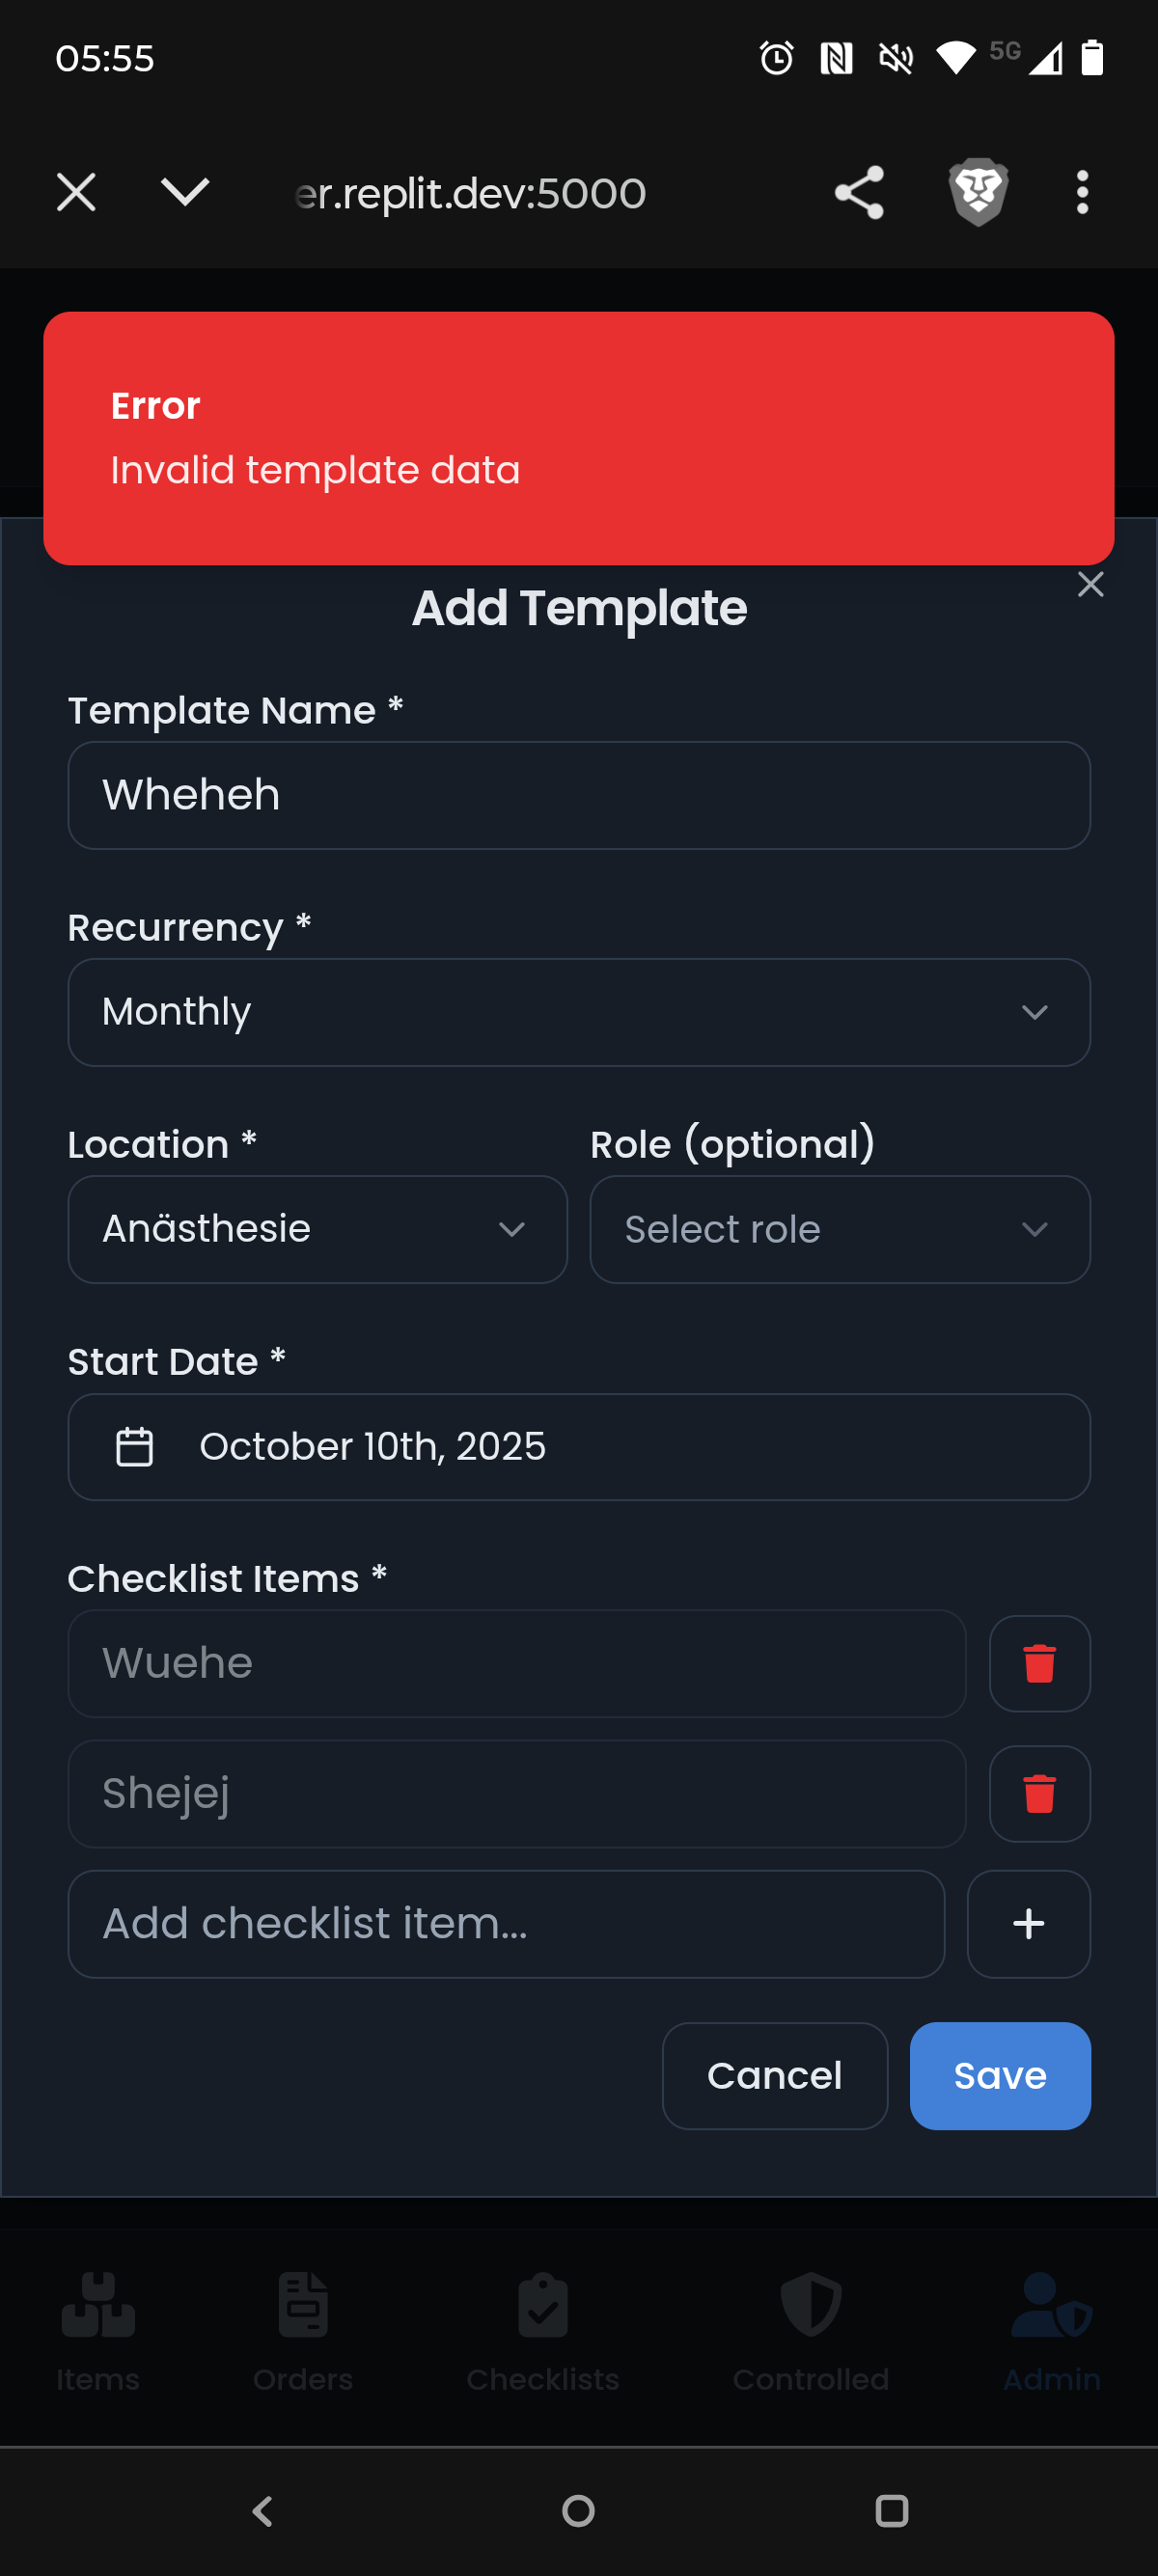 05:55
5G
er.replit.dev:5000
Error
Invalid template data
Add Template
Template Name *
Wheheh
Recurrency *
Monthly
Location *
Role (optional)
Anästhesie
Select role
Start Date *
October 10th, 2025
Checklist Items *
Wuehe
Shejej
Add checklist item...
Cancel
Save
Items
Orders
Checklists
Controlled
Admin